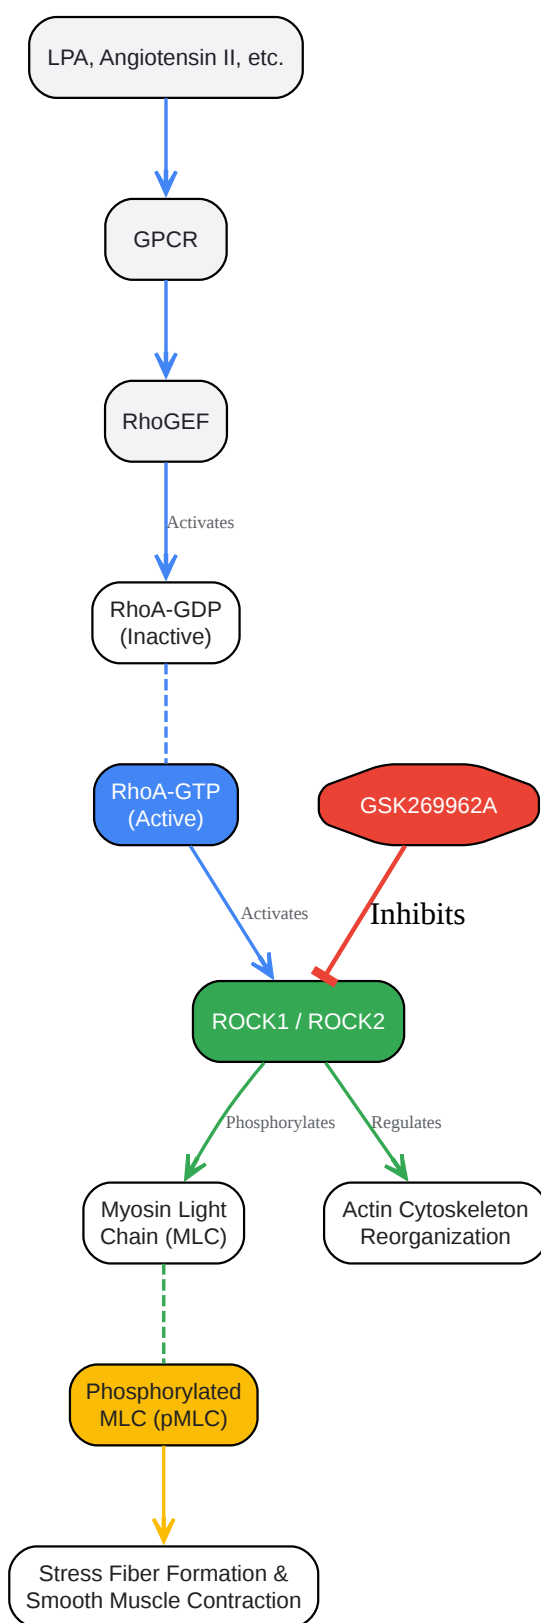 LPA, Angiotensin II, etc.
GPCR
RhoGEF
Activates
RhoA-GDP
(Inactive)
RhoA-GTP
(Active)
GSK269962A
Activates
Inhibits
ROCK1 / ROCK2
Phosphorylates
Regulates
Myosin Light
Chain (MLC)
Actin Cytoskeleton
Reorganization
Phosphorylated
MLC (pMLC)
Stress Fiber Formation &
Smooth Muscle Contraction